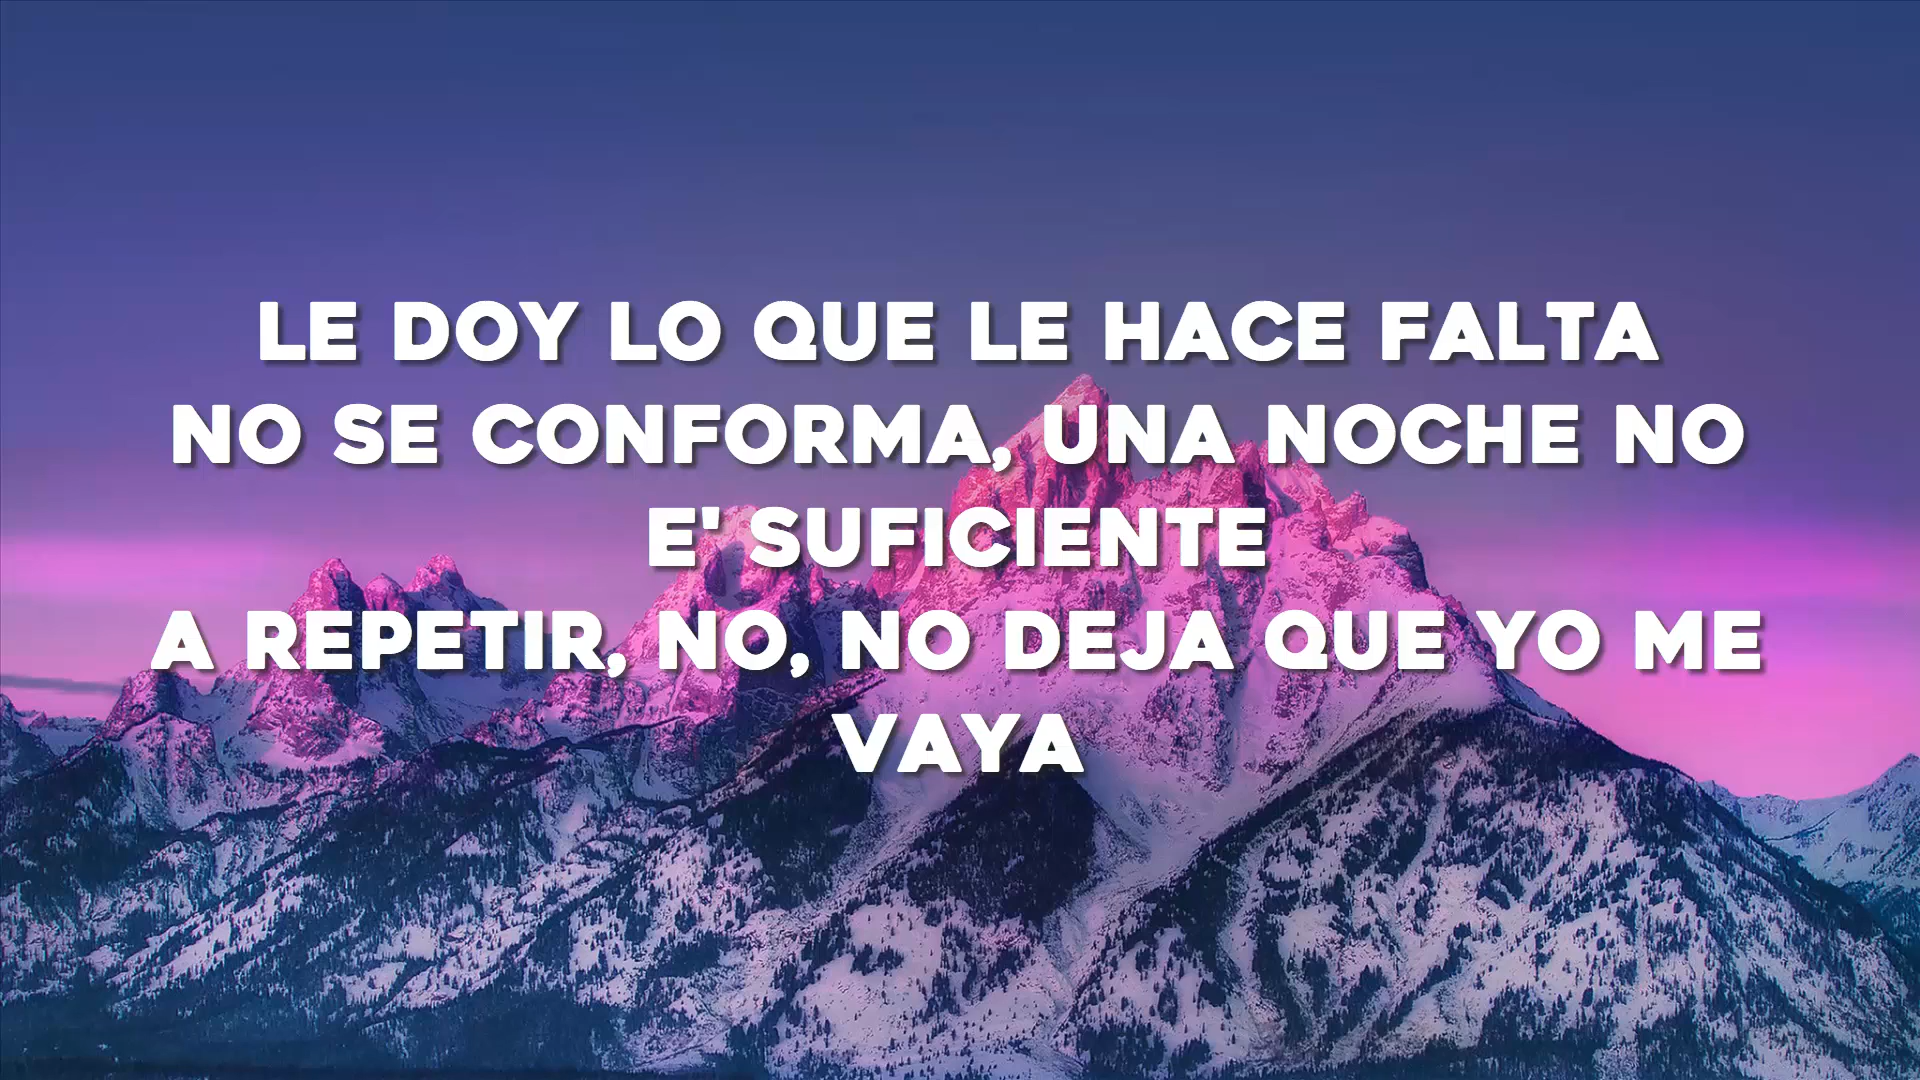 LE DOY LO QUE LE HACE FALTA
NO SE CONFORMA, UNA NOCHE NO
E' SUFICIENTE
A REPETIR, NO, NO DEJA QUE YO ME
VAYA